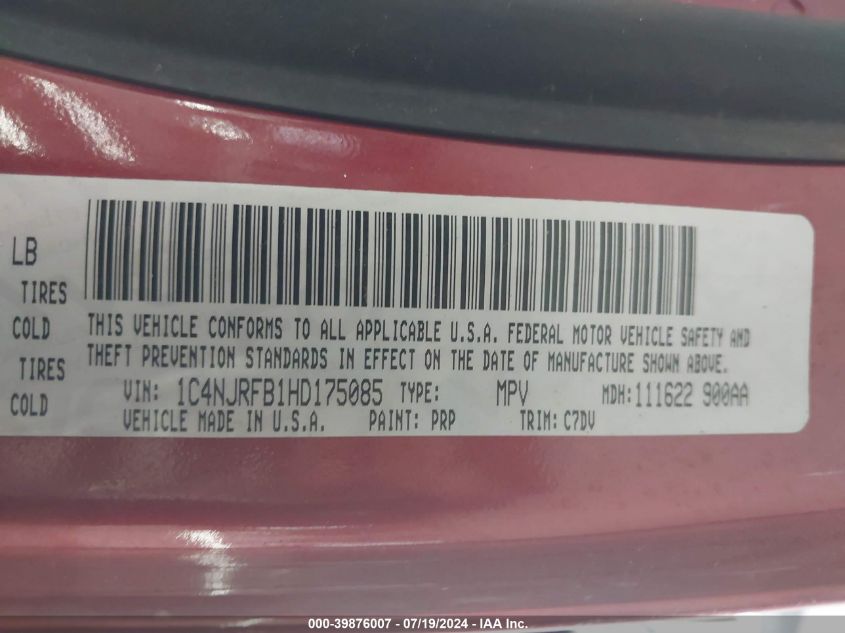 LB
TIRES
COLD
TIRES
COLD
THIS VEHICLE CONFORMS TO ALL APPLICABLE U.S.A. FEDERAL MOTOR VEHICLE SAFETY AND
THEFT PREVENTION STANDARDS IN EFFECT ON THE DATE OF MANUFACTURE SHOWN ABOVE.
VIN: 1C4NJRFB1HD175085 TYPE: MPV MDH:111622 900AA
VEHICLE MADE IN U.S.A. PAINT: PRP TRIM: C7DV
000-39876007 / 07/19/2024 - IAA Inc.